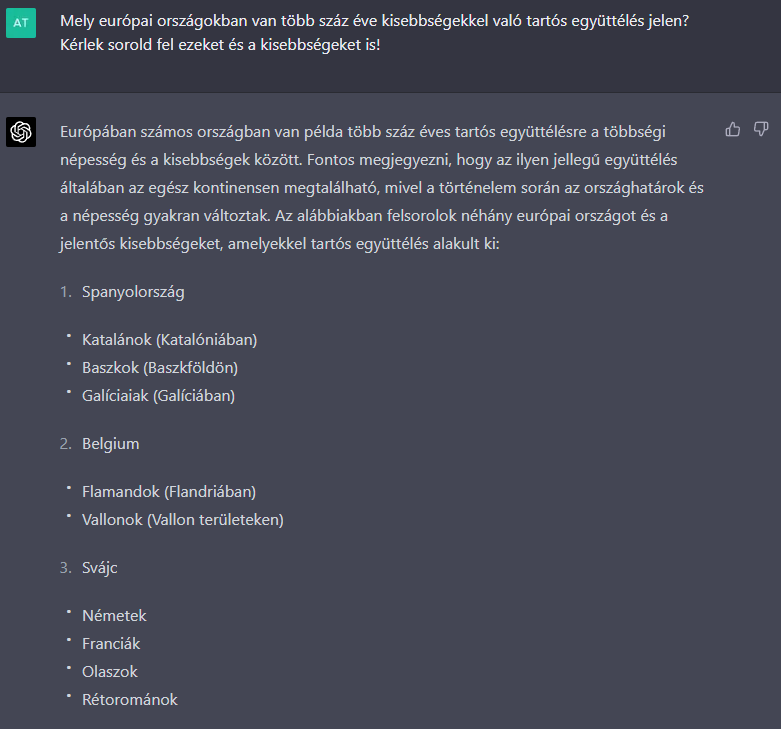 AT
Mely európai országokban van több száz éve kisebbségekkel való tartós együttélés jelen?
Kérlek sorold fel ezeket és a kisebbségeket is!
Európában számos országban van példa több száz éves tartós együttélésre a többségi
népesség és a kisebbségek között. Fontos megjegyezni, hogy az ilyen jellegű együttélés
általában az egész kontinensen megtalálható, mivel a történelem során az országhatárok és
a népesség gyakran változtak. Az alábbiakban felsorolok néhány európai országot és a
jelentős kisebbségeket, amelyekkel tartós együttélés alakult ki:
1. Spanyolország
• Katalánok (Katalóniában)
• Baszkok (Baszkföldön)
• Galíciaiak (Galíciában)
2. Belgium
• Flamandok (Flandriában)
• Vallonok (Vallon területeken)
3. Svájc
• Németek
• Franciák
• Olaszok
• Rétorománok